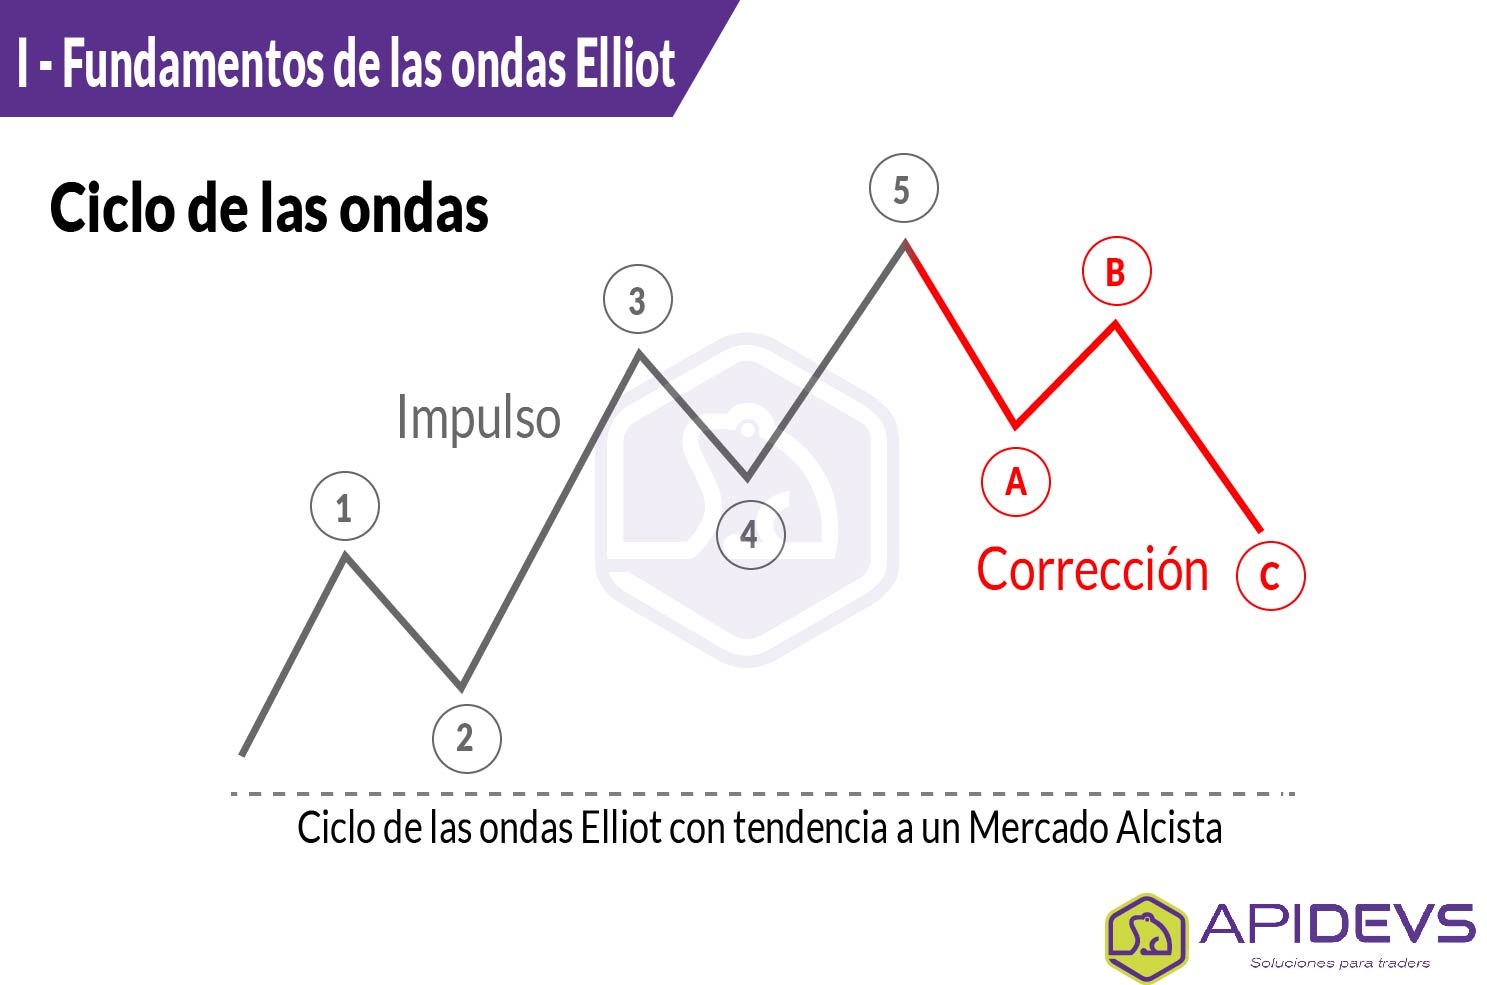 I - Fundamentos de las ondas Elliot
Ciclo de las ondas
5
B
3
Impulso
A
1
4
Corrección
C
2
Ciclo de las ondas Elliot con tendencia a un Mercado Alcista
APIDEVS
Soluciones para traders